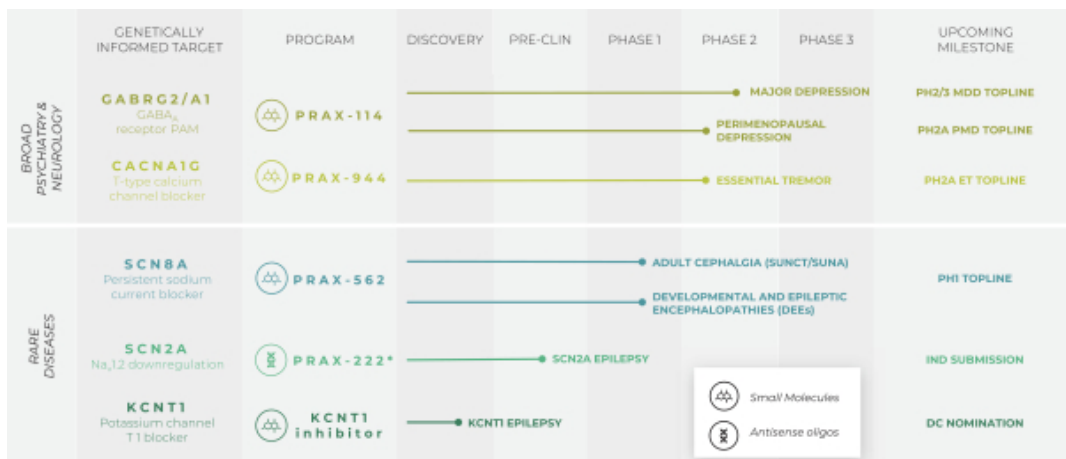 GENETICALLY
INFORMED TARGET
PROGRAM
DISCOVERY
PRE-CLIN
PHASE 1
PHASE 2
PHASE 3
UPCOMING
MILESTONE
BROAD
PSYCHIATRY &
NEUROLOGY
GABRG2/A1
GABAA
receptor PAM
PRAX-114
MAJOR DEPRESSION
PH2/3 MDD TOPLINE
PERIMENOPAUSAL
DEPRESSION
PH2A PMD TOPLINE
CACNA1G
T-type calcium
channel blocker
PRAX-944
ESSENTIAL TREMOR
PH2A ET TOPLINE
RARE
DISEASES
SCN8A
Persistent sodium
current blocker
PRAX-562
ADULT CEPHALGIA (SUNCT/SUNA)
DEVELOPMENTAL AND EPILEPTIC
ENCEPHALOPATHIES (DEEs)
PH1 TOPLINE
SCN2A
Nav1.2 downregulation
PRAX-222*
SCN2A EPILEPSY
IND SUBMISSION
KCNT1
Potassium channel
T1 blocker
KCNT1
inhibitor
KCNT1 EPILEPSY
DC NOMINATION
Small Molecules
Antisense oligos